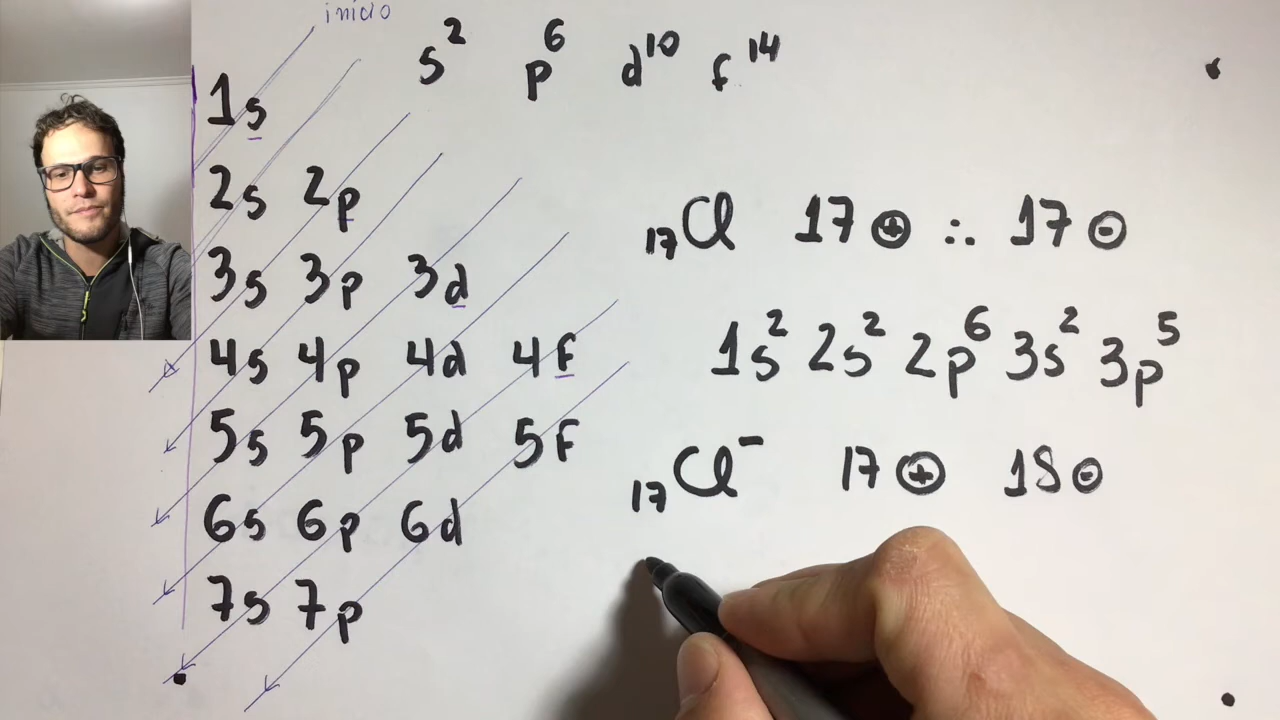 início
s² p⁶ d¹⁰ f¹⁴
1s
2s 2p
3s 3p 3d
4s 4p 4d 4f
5s 5p 5d 5f
6s 6p 6d
7s 7p
₁₇Cl 17⊕ ∴ 17⊖
1s² 2s² 2p⁶ 3s² 3p⁵
₁₇Cl⁻ 17⊕ 18⊖